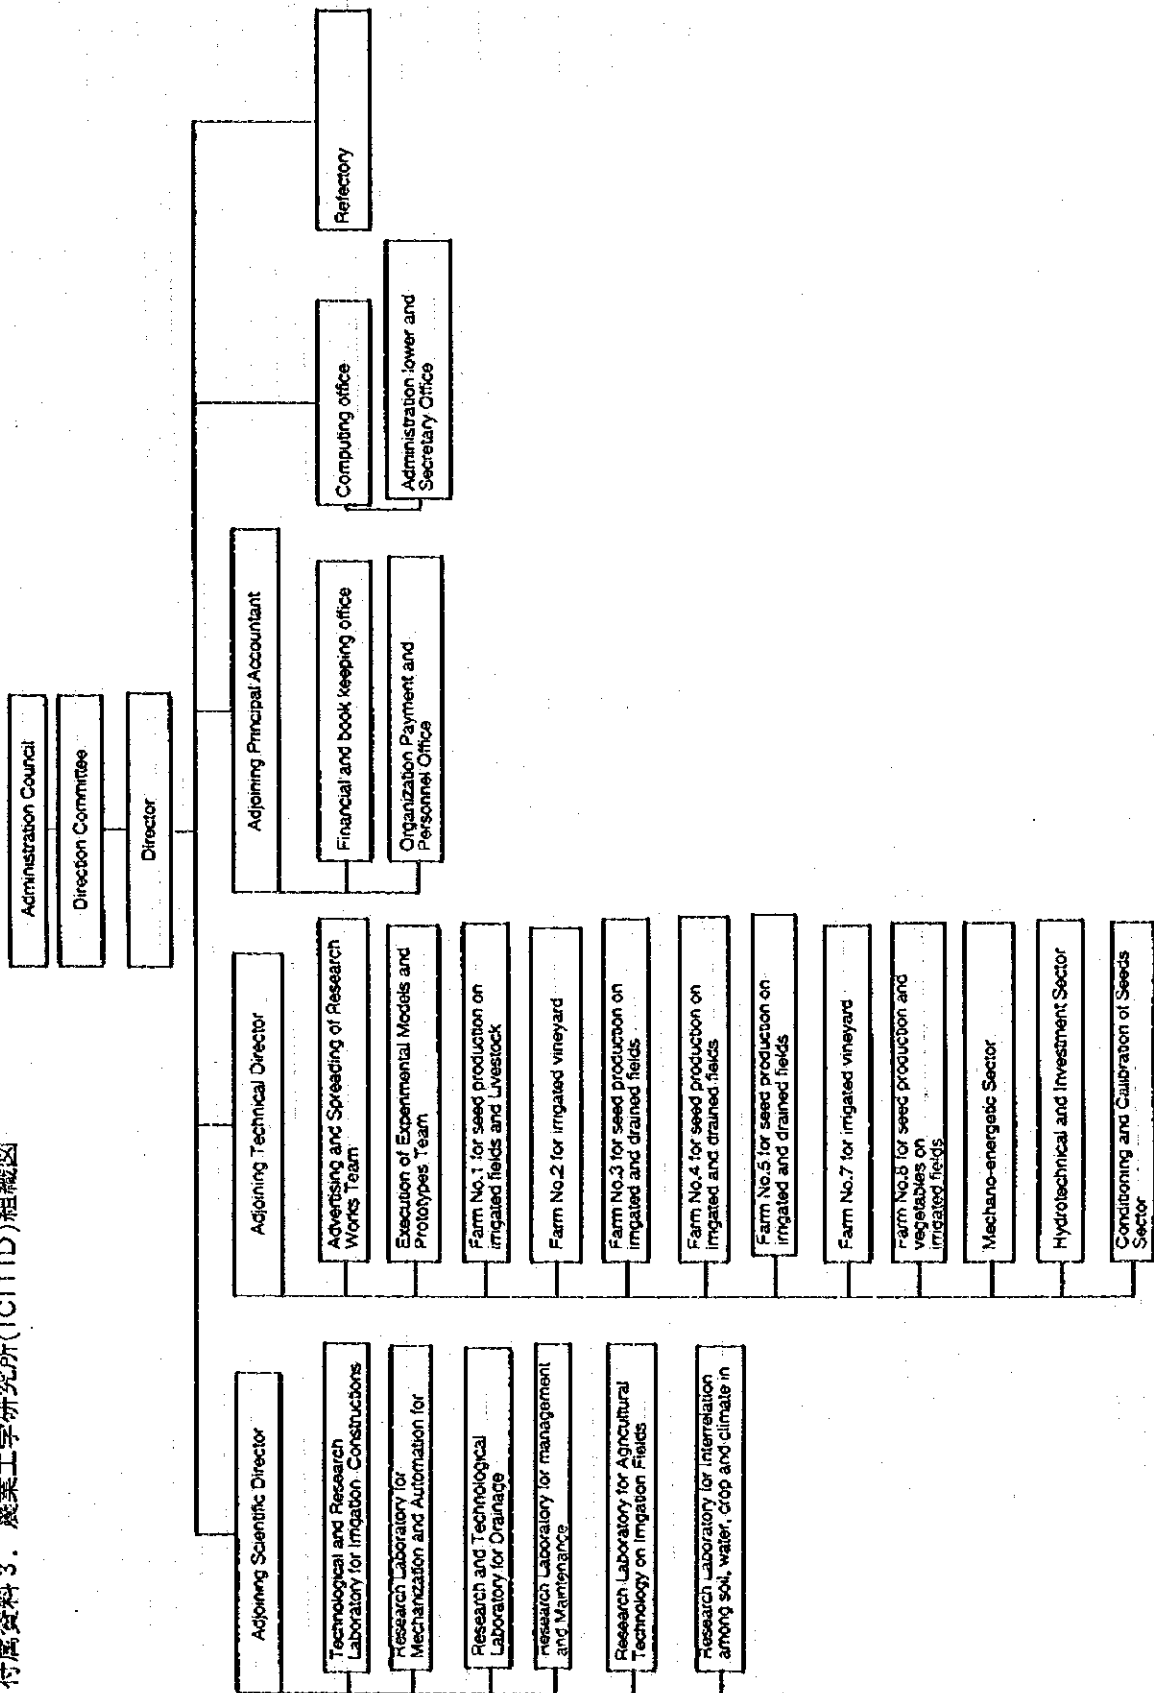 付属資料3. 農業工学研究所(ICITID)組織図
Administration Council
Direction Committee
Director
Adjoining Scientific Director
Technological and Research
Laboratory for Irrigation Constructions
Research Laboratory for
Mechanization and Automation for
Research and Technological
Laboratory for Drainage
Research Laboratory for management
and Maintenance
Research Laboratory for Agricultural
Technology on Irrigation Fields
Research Laboratory for Interrelation
among soil, water, crop and climate in
Adjoining Technical Director
Advertising and Spreading of Research
Works Team
Execution of Experimental Models and
Prototypes Team
Farm No.1 for seed production on
irrigated fields and Livestock
Farm No.2 for irrigated vineyard
Farm No.3 for seed production on
irrigated and drained fields
Farm No.4 for seed production on
irrigated and drained fields
Farm No.5 for seed production on
irrigated and drained fields
Farm No.7 for irrigated vineyard
Farm No.8 for seed production and
vegetables on
irrigated fields
Mechano-energetic Sector
Hydrotechnical and Investment Sector
Conditioning and Calibration of Seeds
Sector
Adjoining Principal Accountant
Financial and book keeping office
Organization Payment and
Personnel Office
Computing office
Administration lower and
Secretary Office
Refectory